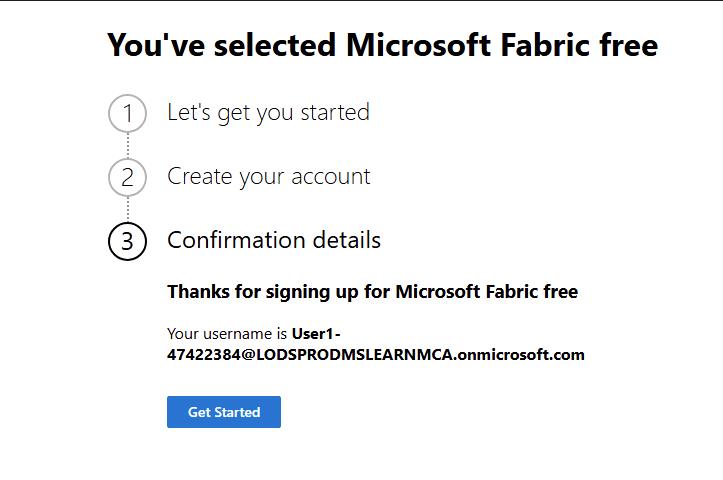 You've selected Microsoft Fabric free
1 Let's get you started
2 Create your account
3 Confirmation details
Thanks for signing up for Microsoft Fabric free
Your username is User1-
47422384@LODSPRODMSLEARNMCA.onmicrosoft.com
Get Started